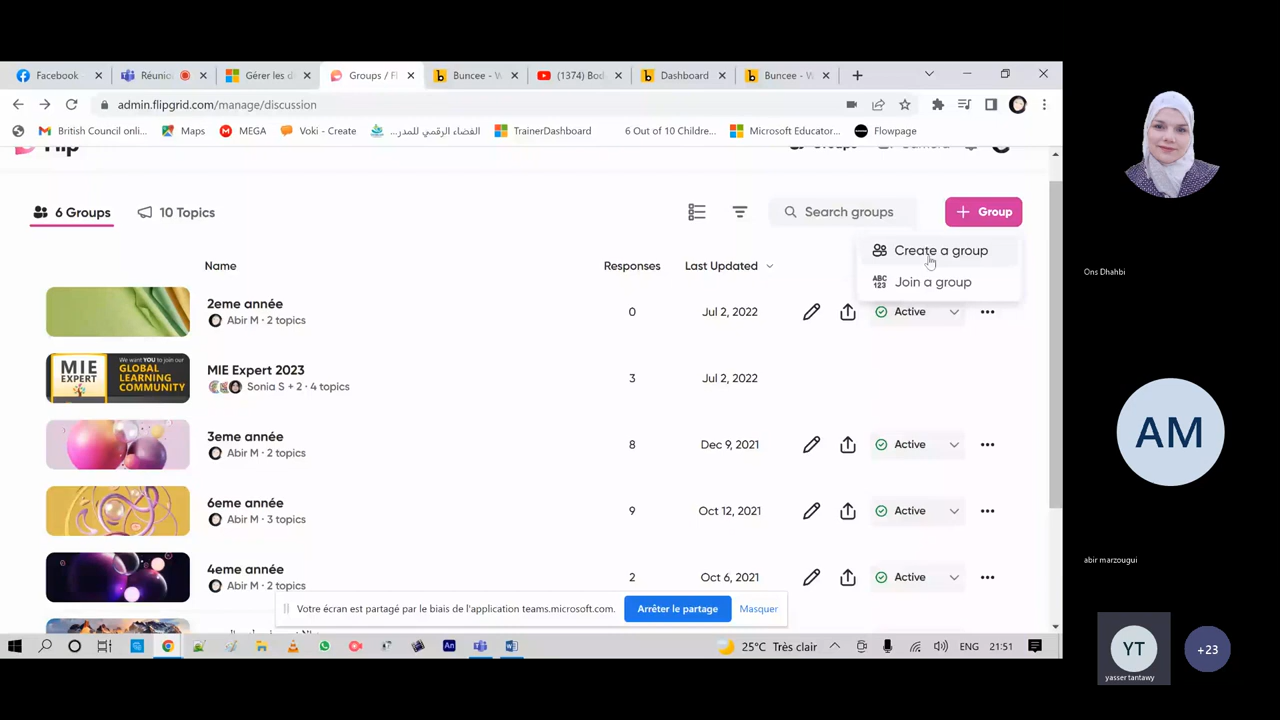 Facebook
Réunio
Gérer les d
Groups / Fl
Buncee - W
(1374) Bod
Dashboard
Buncee - W
admin.flipgrid.com/manage/discussion
British Council onli...
Maps
MEGA
Voki - Create
الفضاء الرقمي للمدر...
TrainerDashboard
6 Out of 10 Childre...
Microsoft Educator...
Flowpage
6 Groups
10 Topics
Search groups
+ Group
Create a group
ABC
123
Join a group
Name
Responses
Last Updated
2eme année
Abir M · 2 topics
0
Jul 2, 2022
Active
MIE
EXPERT
We want YOU to join our
GLOBAL
LEARNING
COMMUNITY
MIE Expert 2023
Sonia S + 2 · 4 topics
3
Jul 2, 2022
3eme année
Abir M · 2 topics
8
Dec 9, 2021
Active
6eme année
Abir M · 3 topics
9
Oct 12, 2021
Active
4eme année
Abir M · 2 topics
2
Oct 6, 2021
Active
Votre écran est partagé par le biais de l'application teams.microsoft.com.
Arrêter le partage
Masquer
25°C Très clair
ENG
21:51
Ons Dhahbi
AM
abir marzougui
YT
yasser tantawy
+23